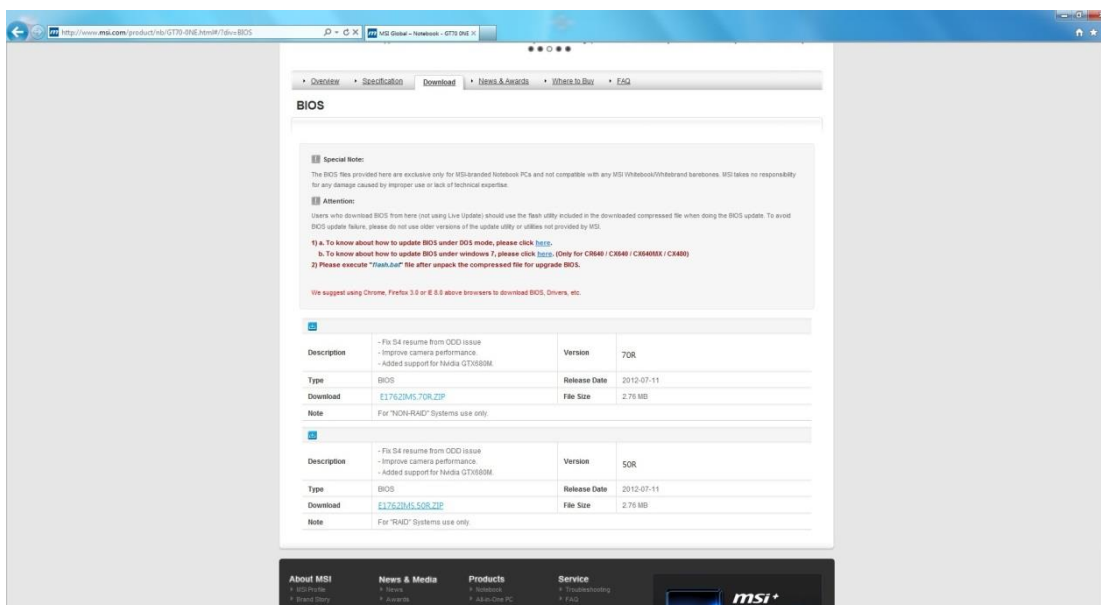 http://www.msi.com/product/nb/GT70-0NE.html#/?div=BIOS
MSI Global – Notebook – GT70 0NE
Overview Specification Download News & Awards Where to Buy FAQ
BIOS
Special Note:
The BIOS files provided here are exclusive only for MSI-branded Notebook PCs and not compatible with any MSI Whitebook/Whitebrand barebones. MSI takes no responsibility
for any damage caused by improper use or lack of technical expertise.
Attention:
Users who download BIOS from here (not using Live Update) should use the flash utility included in the downloaded compressed file when doing the BIOS update. To avoid
BIOS update failure, please do not use older versions of the update utility or utilities not provided by MSI.
1) a. To know about how to update BIOS under DOS mode, please click here.
b. To know about how to update BIOS under windows 7, please click here. (Only for CR640 / CX640 / CX640MX / CX480)
2) Please execute "flash.bat" file after unpack the compressed file for upgrade BIOS.
We suggest using Chrome, Firefox 3.0 or IE 8.0 above browsers to download BIOS, Drivers, etc.
Description - Fix S4 resume from ODD issue
- Improve camera performance. Version 70R
- Added support for Nvidia GTX680M.
Type BIOS Release Date 2012-07-11
Download E1762IMS.70R.ZIP File Size 2.76 MB
Note For "NON-RAID" Systems use only.
Description - Fix S4 resume from ODD issue
- Improve camera performance. Version 50R
- Added support for Nvidia GTX680M.
Type BIOS Release Date 2012-07-11
Download E1762IMS.50R.ZIP File Size 2.76 MB
Note For "RAID" Systems use only.
About MSI News & Media Products Service
MSI Profile News Notebook Troubleshooting
Brand Story Awards All-in-One PC FAQ
msi